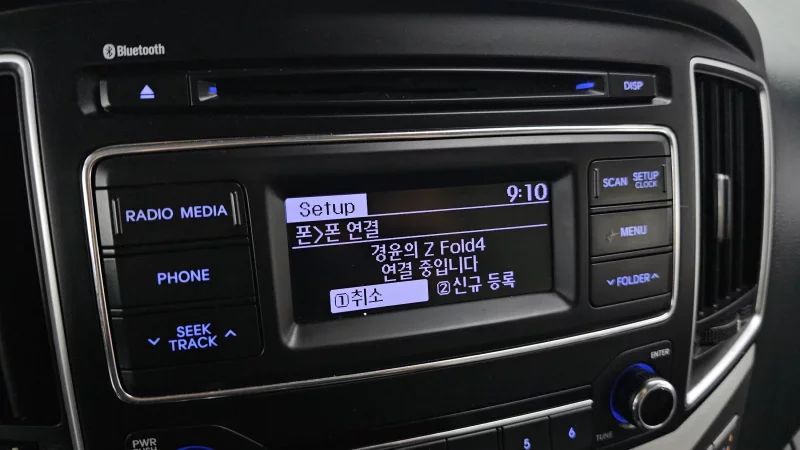 Bluetooth
DISP
RADIO MEDIA
PHONE
SEEK
TRACK
Setup
9:10
폰>폰 연결
경윤의 Z Fold4
연결 중입니다
①취소
②신규 등록
SCAN
SETUP
CLOCK
MENU
FOLDER
ENTER
TUNE
PWR
PUSH
5
6